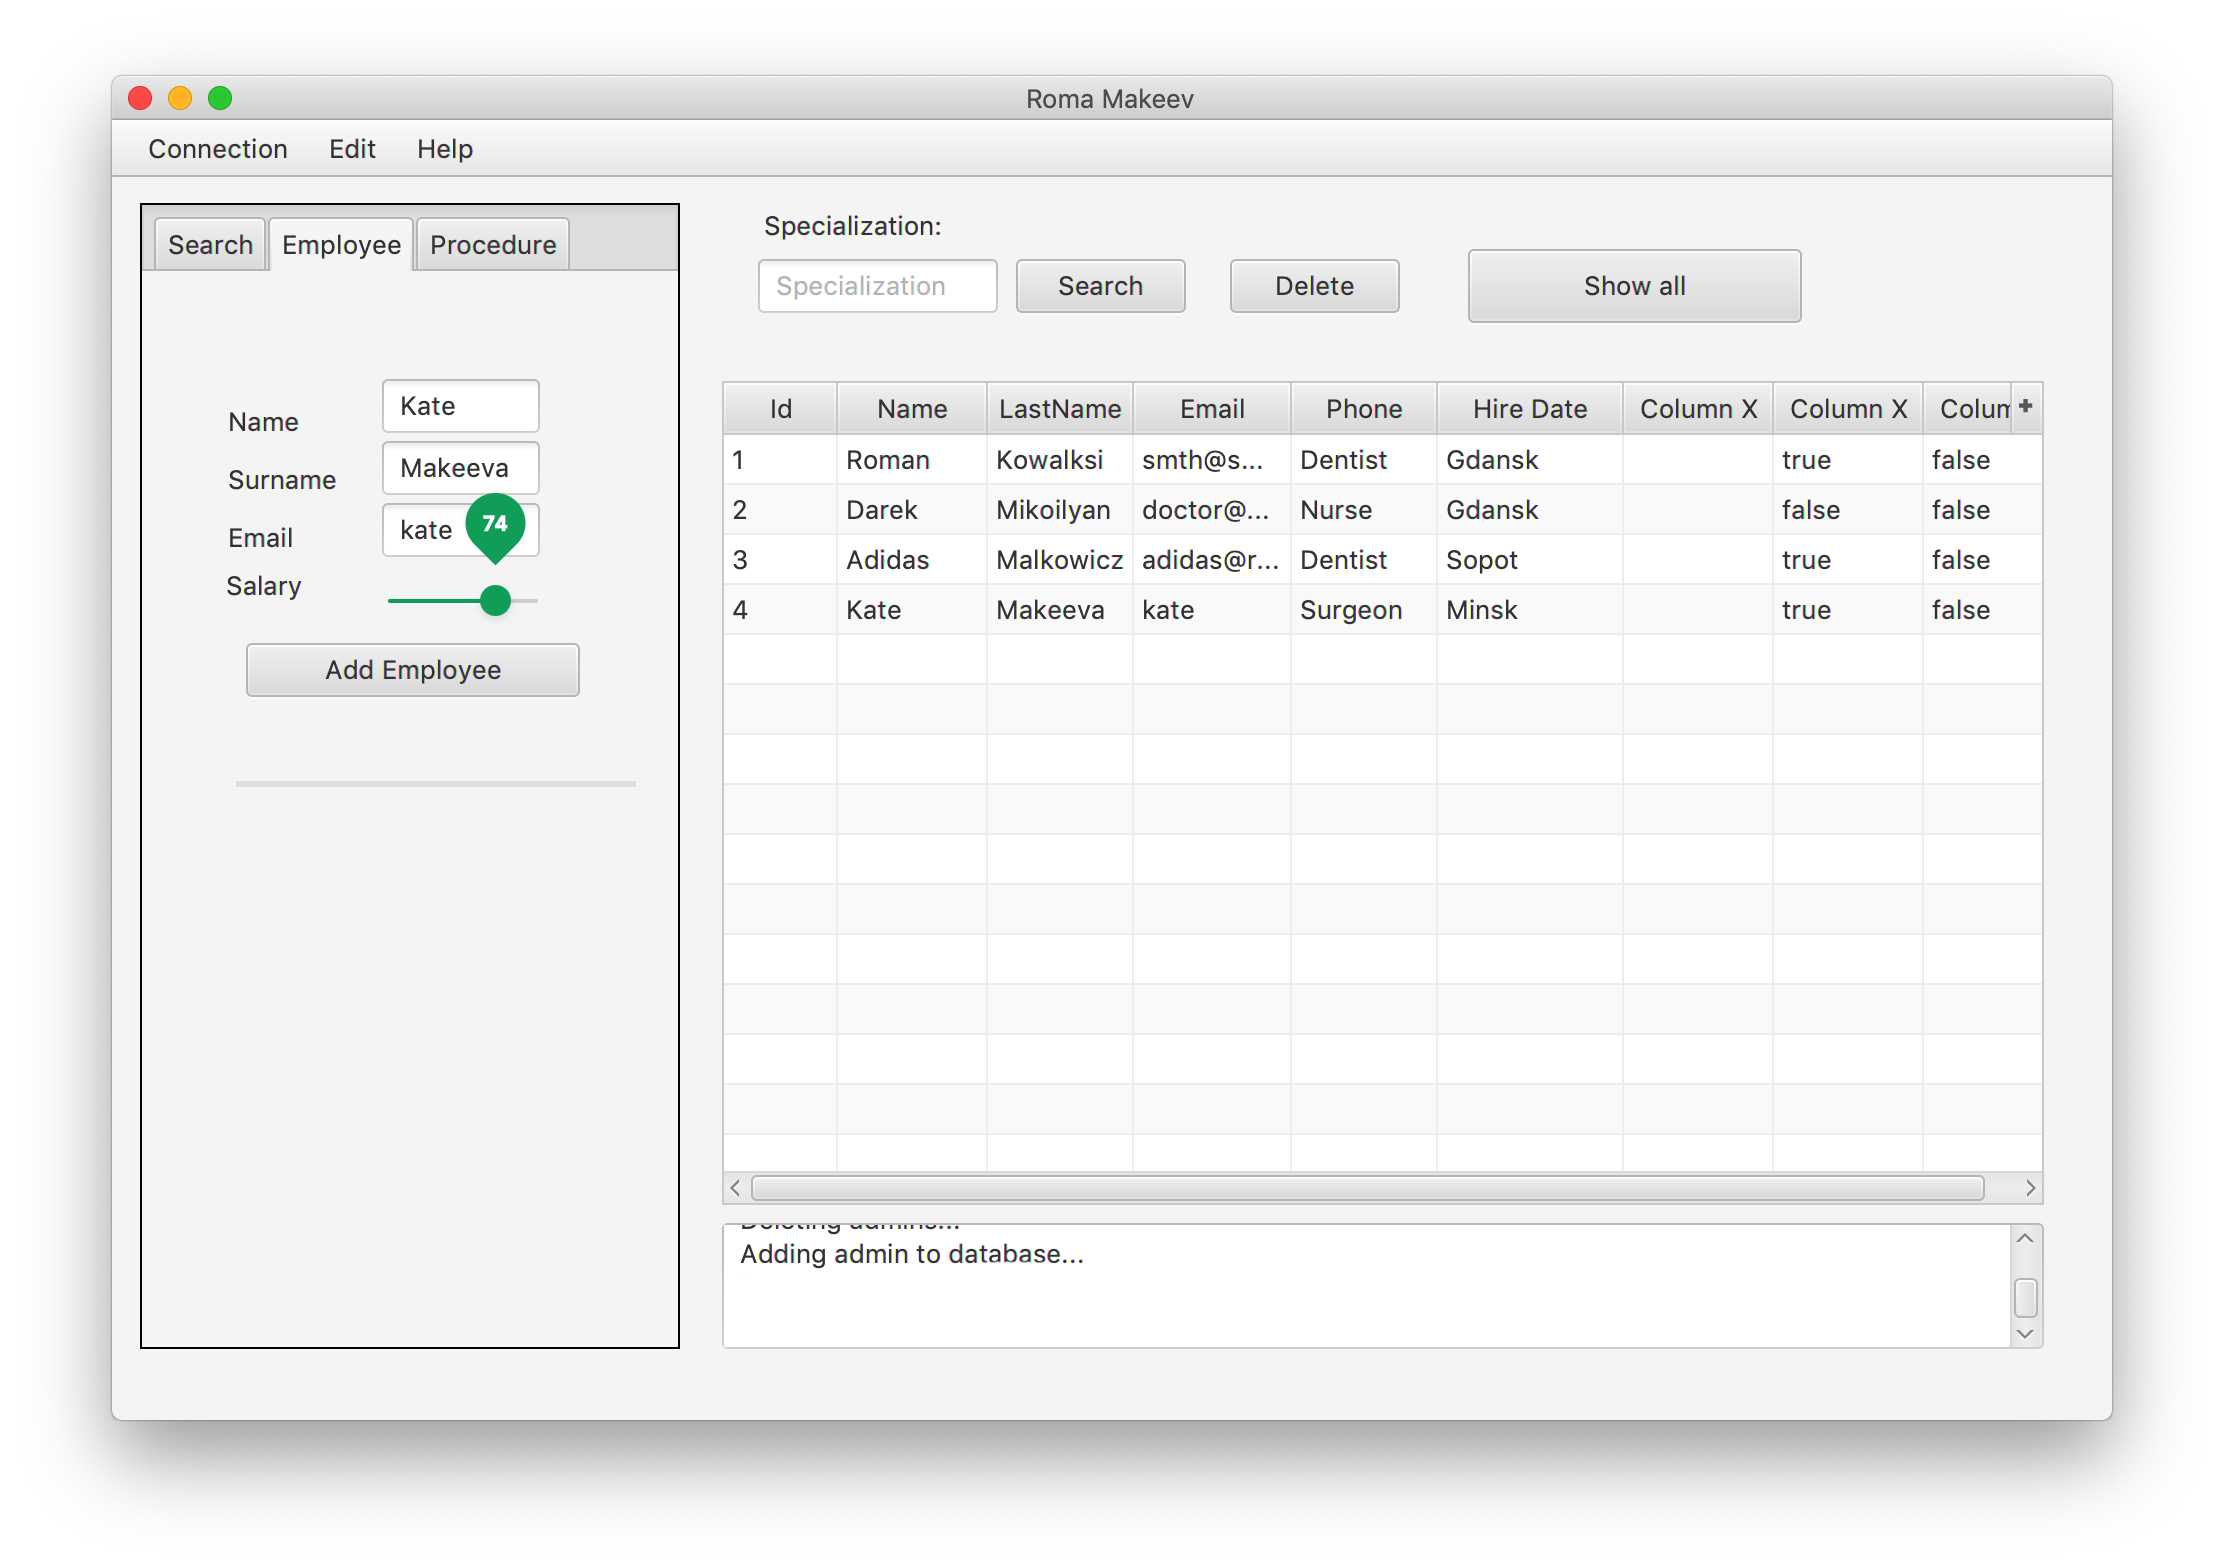 Roma Makeev
Connection Edit Help
Search Employee Procedure
Name Kate
Surname Makeeva
Email kate
74
Salary
Add Employee
Specialization:
Specialization Search Delete Show all
Id Name LastName Email Phone Hire Date Column X Column X Colum
1 Roman Kowalksi smth@s... Dentist Gdansk true false
2 Darek Mikoilyan doctor@... Nurse Gdansk false false
3 Adidas Malkowicz adidas@r... Dentist Sopot true false
4 Kate Makeeva kate Surgeon Minsk true false
Deleting admins...
Adding admin to database...